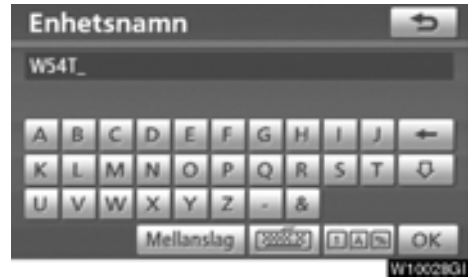 Enhetsnamn
W54T_
A B C D E F G H I J
K L M N O P Q R S T
U V W X Y Z - &
Mellanslag OK
W10028GI